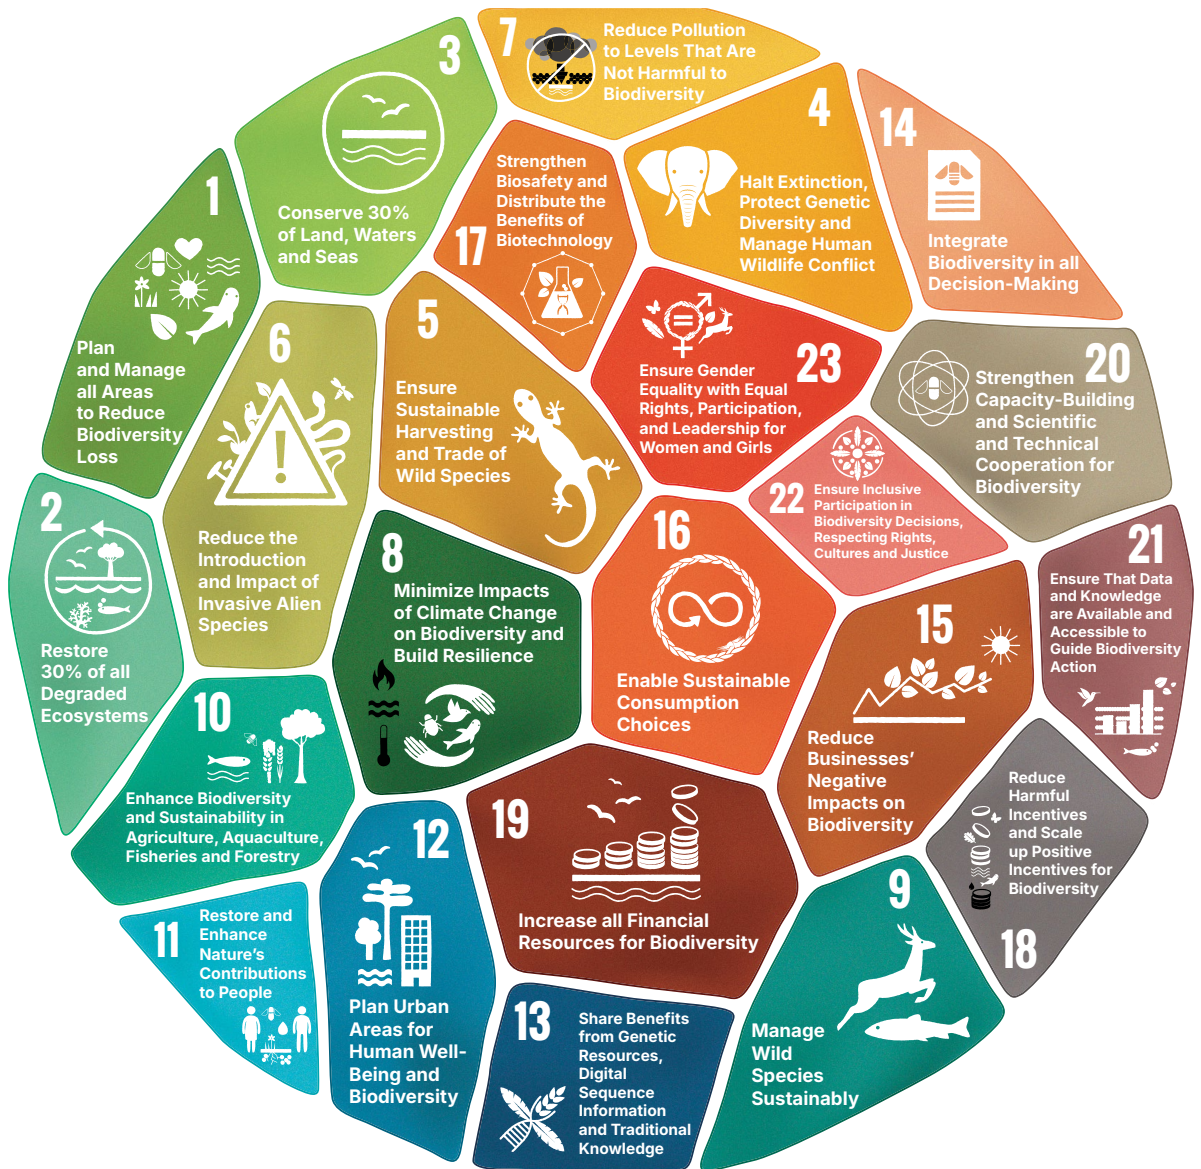 1
Plan
and Manage
all Areas
to Reduce
Biodiversity
Loss
2
Restore
30% of all
Degraded
Ecosystems
3
Conserve 30%
of Land, Waters
and Seas
4
Halt Extinction,
Protect Genetic
Diversity and
Manage Human
Wildlife Conflict
5
Ensure
Sustainable
Harvesting
and Trade of
Wild Species
6
Reduce the
Introduction
and Impact of
Invasive Alien
Species
7
Reduce Pollution
to Levels That Are
Not Harmful to
Biodiversity
8
Minimize Impacts
of Climate Change
on Biodiversity and
Build Resilience
9
Manage
Wild
Species
Sustainably
10
Enhance Biodiversity
and Sustainability in
Agriculture, Aquaculture,
Fisheries and Forestry
11
Restore and
Enhance
Nature's
Contributions
to People
12
Plan Urban
Areas for
Human Well-
Being and
Biodiversity
13
Share Benefits
from Genetic
Resources,
Digital
Sequence
Information
and Traditional
Knowledge
14
Integrate
Biodiversity in all
Decision-Making
15
Reduce
Businesses'
Negative
Impacts on
Biodiversity
16
Enable Sustainable
Consumption
Choices
17
Strengthen
Biosafety and
Distribute the
Benefits of
Biotechnology
18
Reduce
Harmful
Incentives
and Scale
up Positive
Incentives for
Biodiversity
19
Increase all Financial
Resources for Biodiversity
20
Strengthen
Capacity-Building
and Scientific
and Technical
Cooperation for
Biodiversity
21
Ensure That Data
and Knowledge
are Available and
Accessible to
Guide Biodiversity
Action
22
Ensure Inclusive
Participation in
Biodiversity Decisions,
Respecting Rights,
Cultures and Justice
23
Ensure Gender
Equality with Equal
Rights, Participation,
and Leadership for
Women and Girls